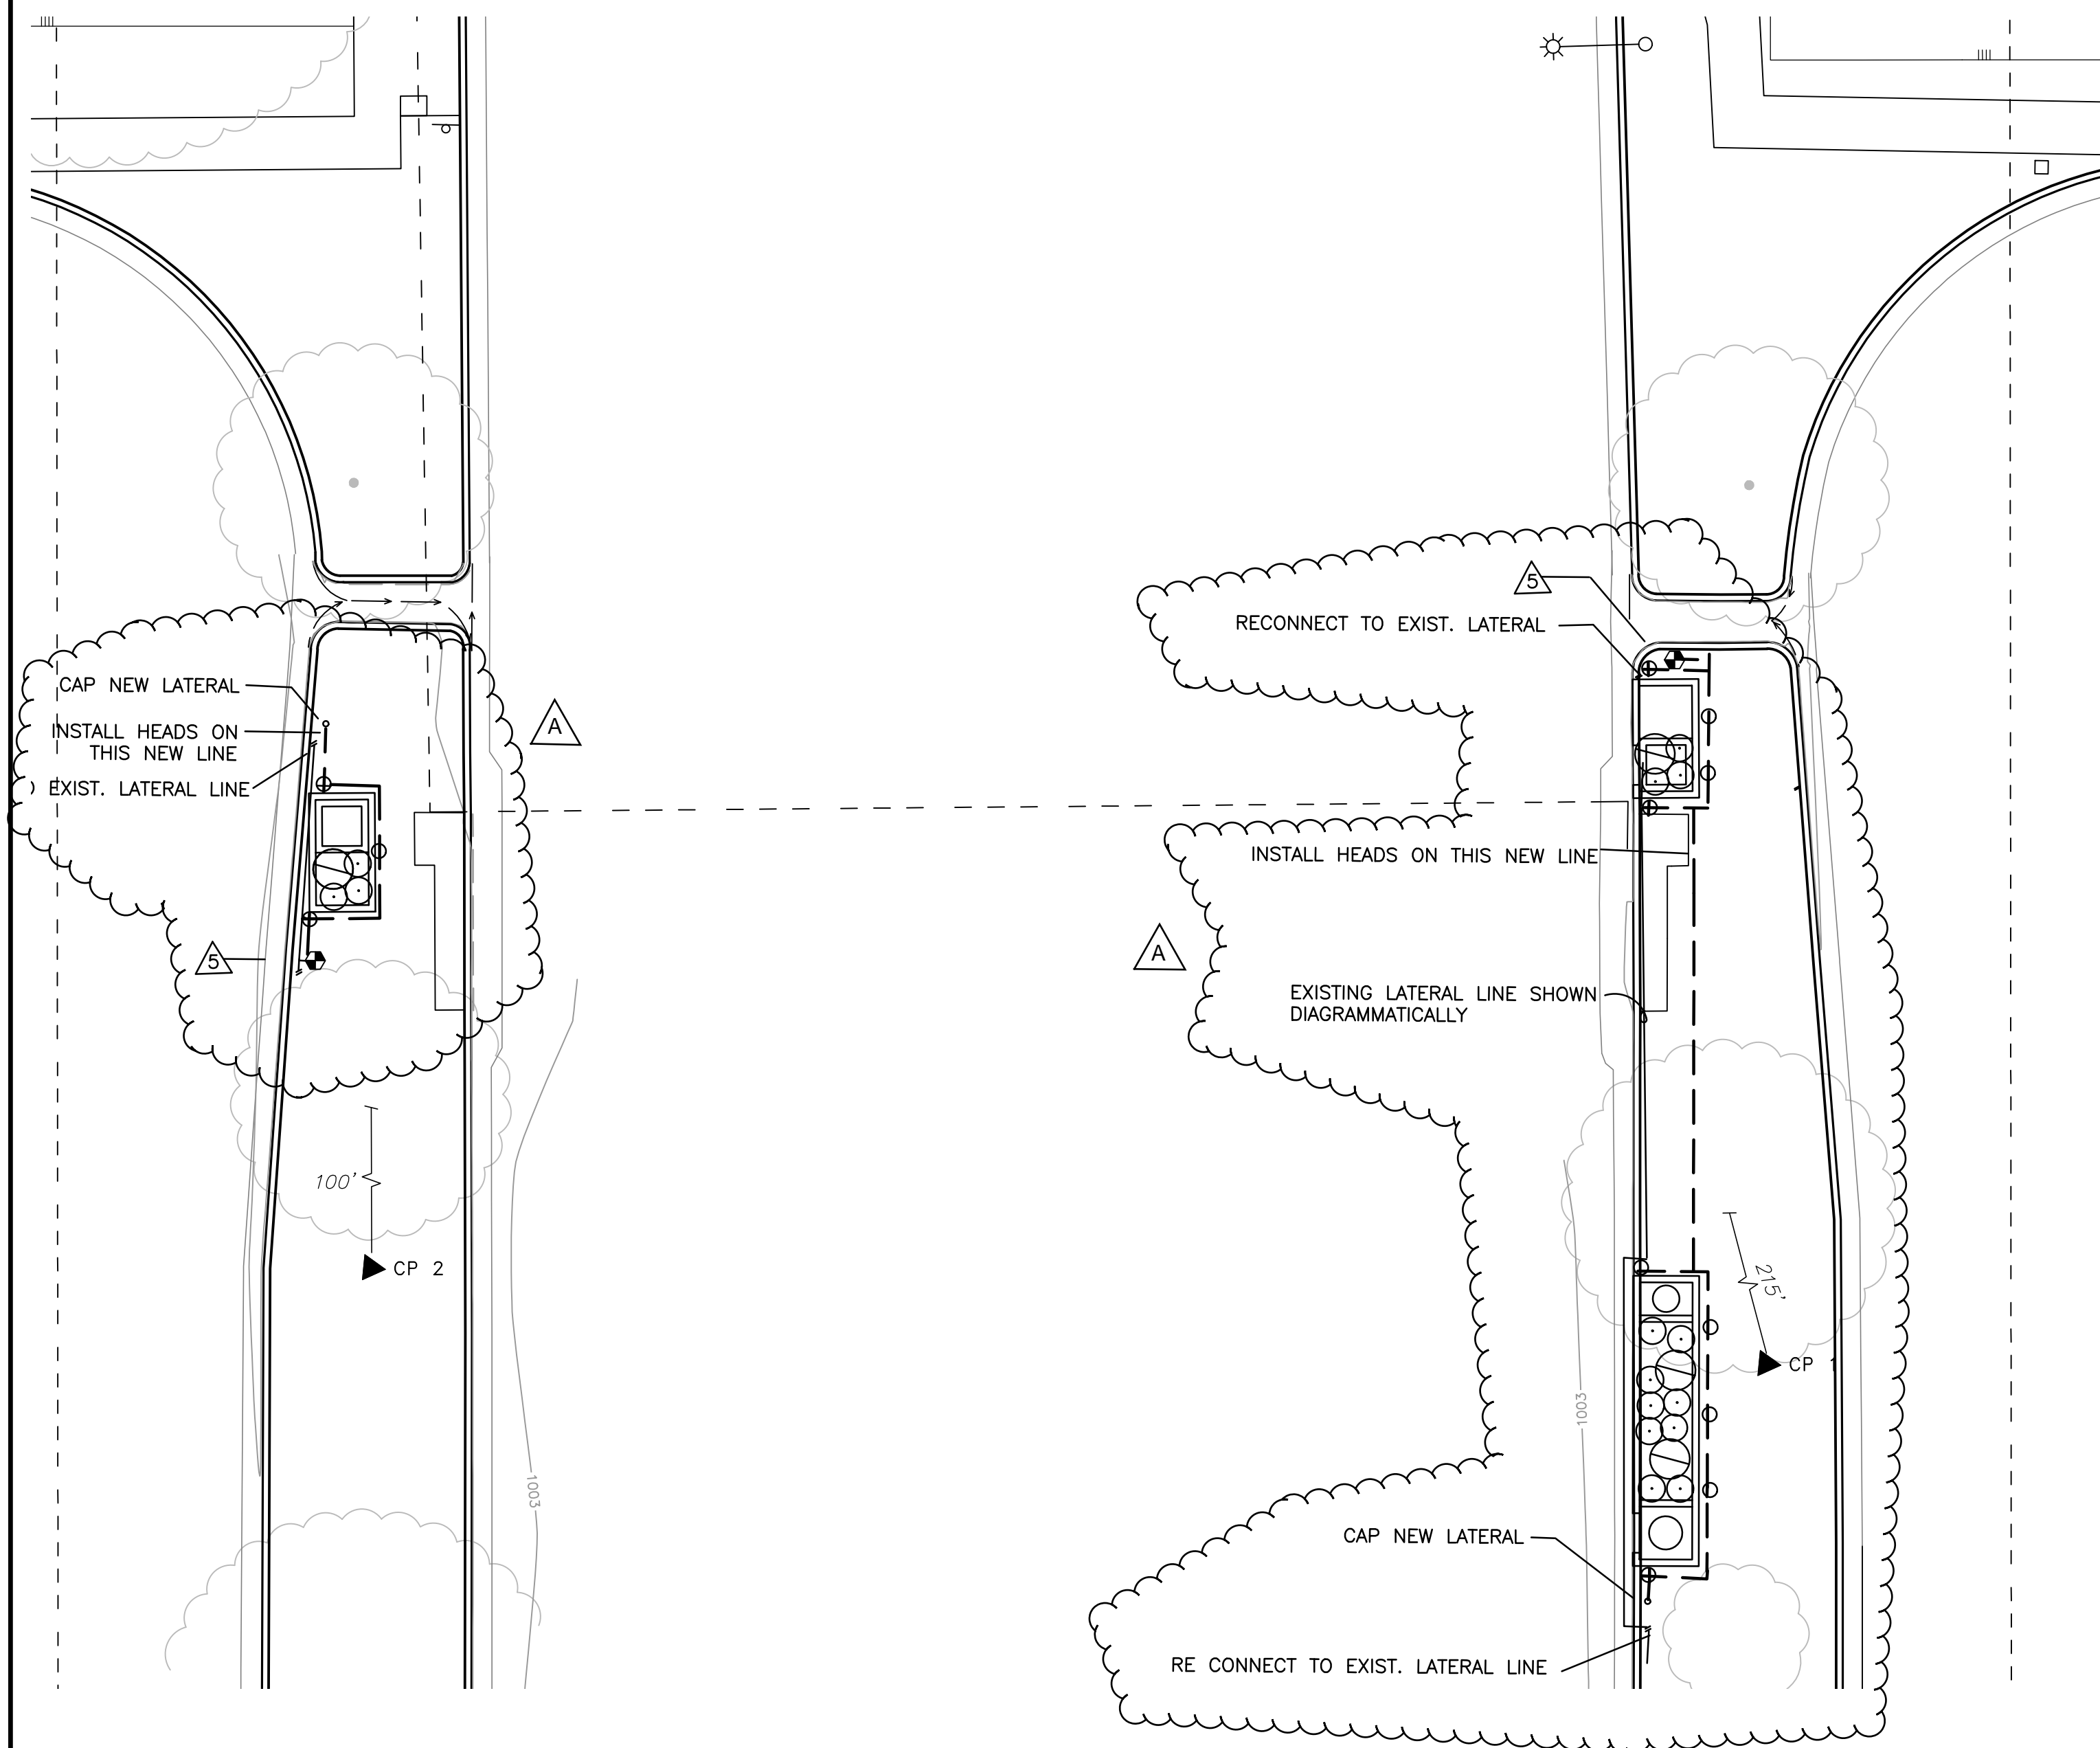 CAP NEW LATERAL
INSTALL HEADS ON
THIS NEW LINE
EXIST. LATERAL LINE
A
5
100'
CP 2
1003
5
RECONNECT TO EXIST. LATERAL
INSTALL HEADS ON THIS NEW LINE
A
EXISTING LATERAL LINE SHOWN
DIAGRAMMATICALLY
215'
CP 1
1003
CAP NEW LATERAL
RE CONNECT TO EXIST. LATERAL LINE